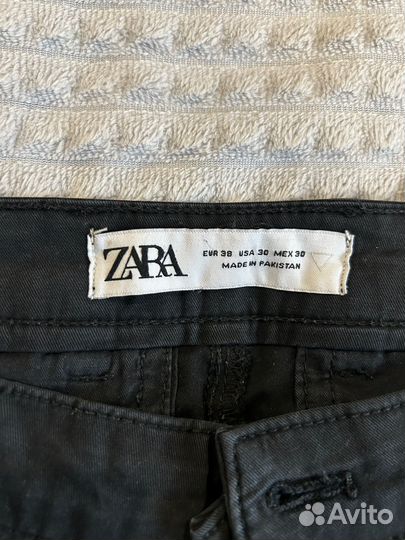 ZARA
EUR 38 USA 30 MEX 30
MADE IN PAKISTAN
Avito